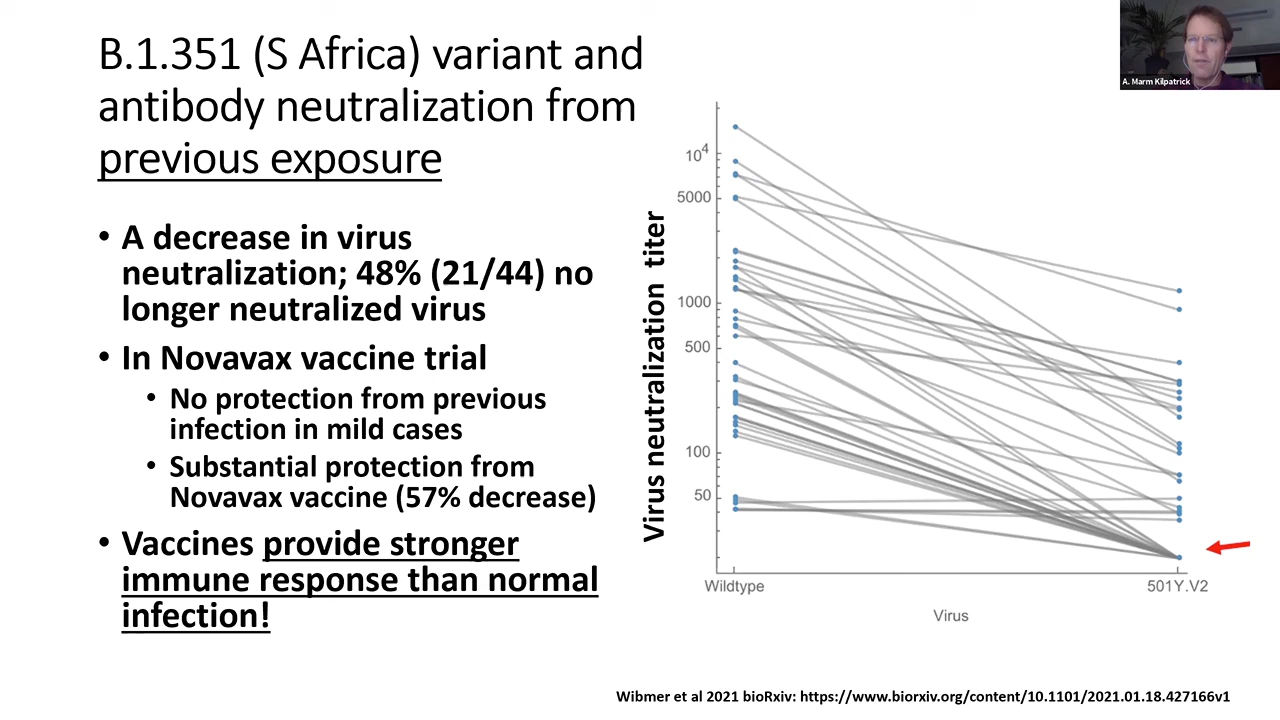 B.1.351 (S Africa) variant and
antibody neutralization from
previous exposure
• A decrease in virus
neutralization; 48% (21/44) no
longer neutralized virus
• In Novavax vaccine trial
• No protection from previous
infection in mild cases
• Substantial protection from
Novavax vaccine (57% decrease)
• Vaccines provide stronger
immune response than normal
infection!
A. Marm Kilpatrick
Virus neutralization titer
10^4
5000
1000
500
100
50
Wildtype
501Y.V2
Virus
Wibmer et al 2021 bioRxiv: https://www.biorxiv.org/content/10.1101/2021.01.18.427166v1